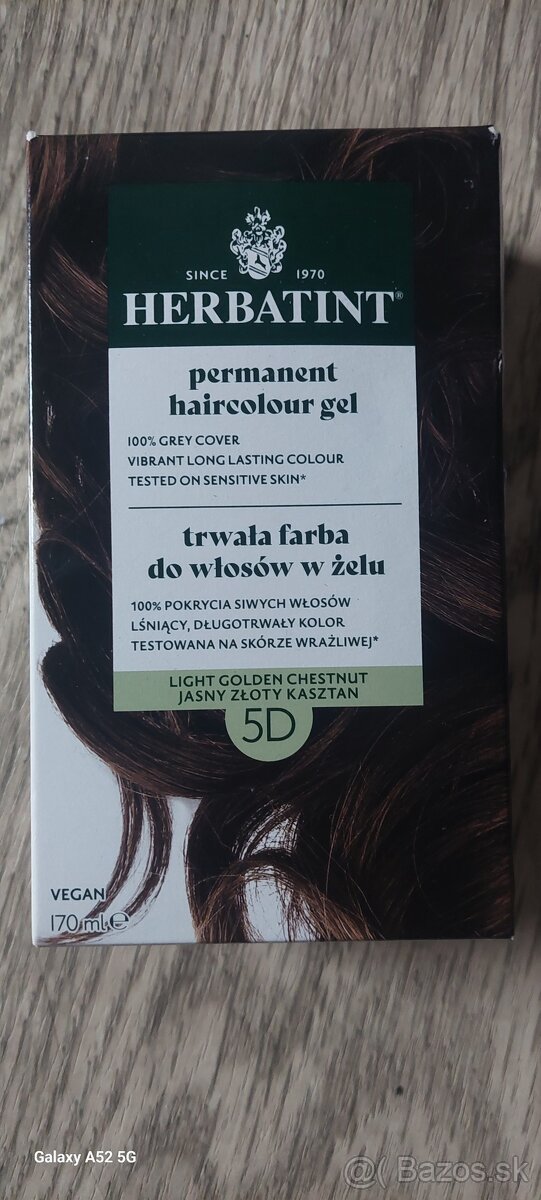 SINCE 1970
HERBATINT®
permanent
haircolour gel
100% GREY COVER
VIBRANT LONG LASTING COLOUR
TESTED ON SENSITIVE SKIN*
trwała farba
do włosów w żelu
100% POKRYCIA SIWYCH WŁOSÓW
LŚNIĄCY, DŁUGOTRWAŁY KOLOR
TESTOWANA NA SKÓRZE WRAŻLIWEJ*
LIGHT GOLDEN CHESTNUT
JASNY ZŁOTY KASZTAN
5D
VEGAN
170 ml e
Galaxy A52 5G
@( Bazos.sk